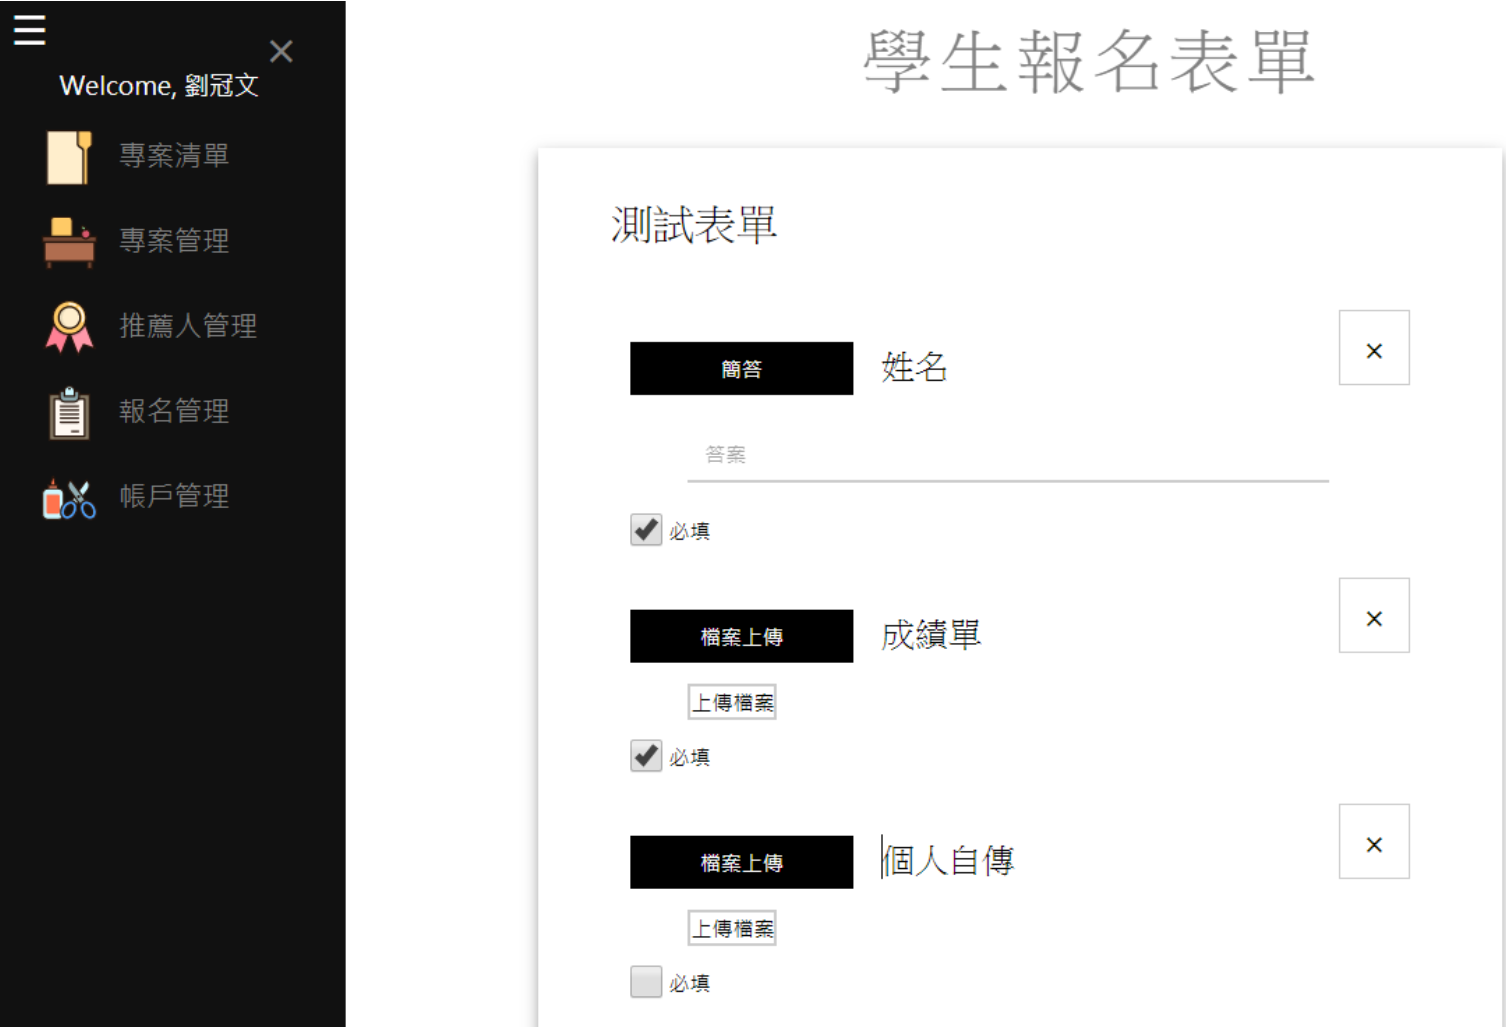 Welcome, 劉冠文
專案清單
專案管理
推薦人管理
報名管理
帳戶管理
學生報名表單
測試表單
簡答
姓名
答案
必填
檔案上傳
成績單
上傳檔案
必填
檔案上傳
個人自傳
上傳檔案
必填